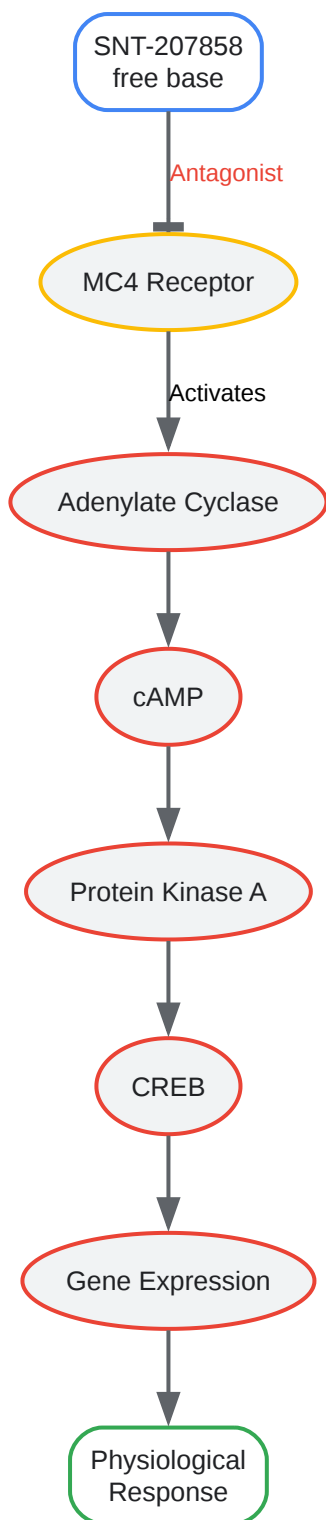 SNT-207858
free base
Antagonist
MC4 Receptor
Activates
Adenylate Cyclase
cAMP
Protein Kinase A
CREB
Gene Expression
Physiological
Response